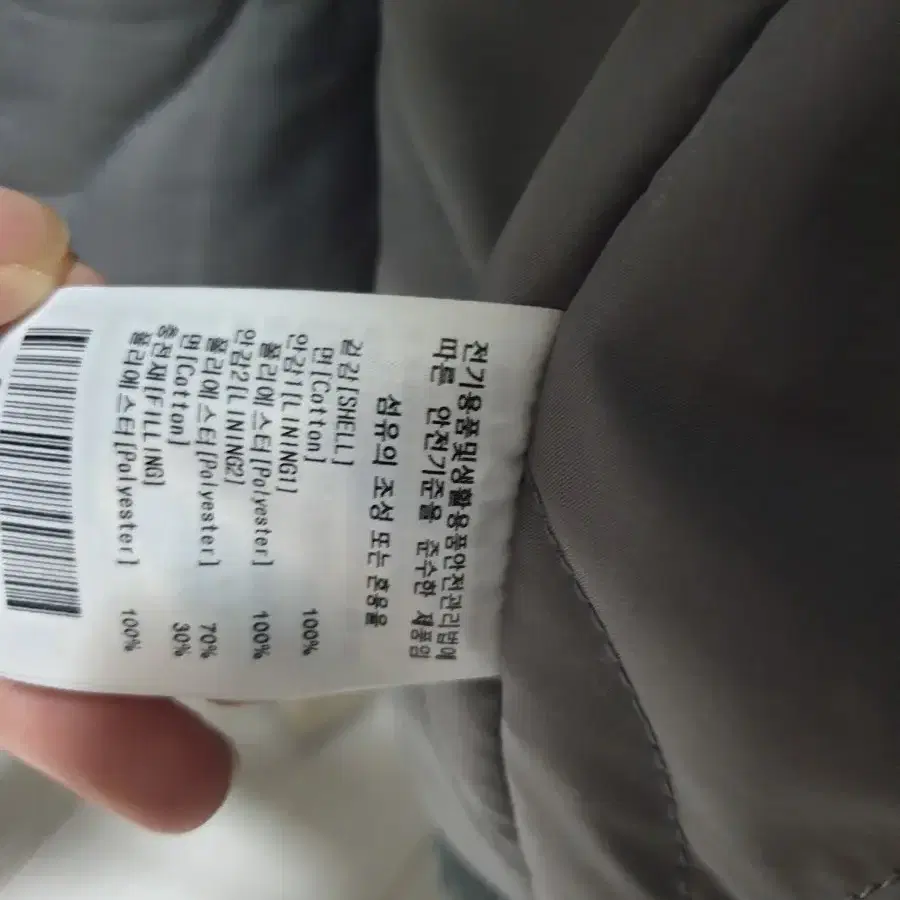 전기용품및생활용품안전관리법에
따른 안전기준을 준수한 제품임
섬유의 조성 또는 혼용율
겉감[SHELL]
면[Cotton] 100%
안감1[LINING1]
폴리에스터[Polyester] 100%
안감2[LINING2]
폴리에스터[Polyester] 70%
면[Cotton] 30%
충전재[FILLING]
폴리에스터[Polyester] 100%